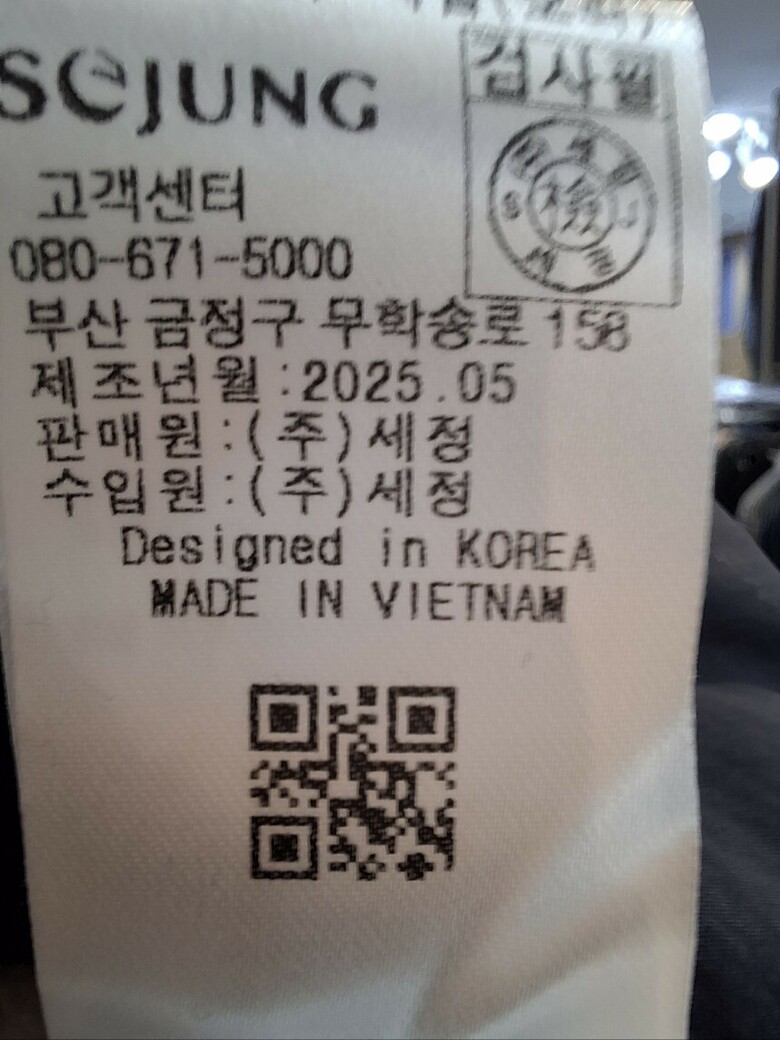 SeJUNG
검사필
고객센터
080-671-5000
부산 금정구 무학송로 158
제조년월:2025.05
판매원:(주)세정
수입원:(주)세정
Designed in KOREA
MADE IN VIETNAM